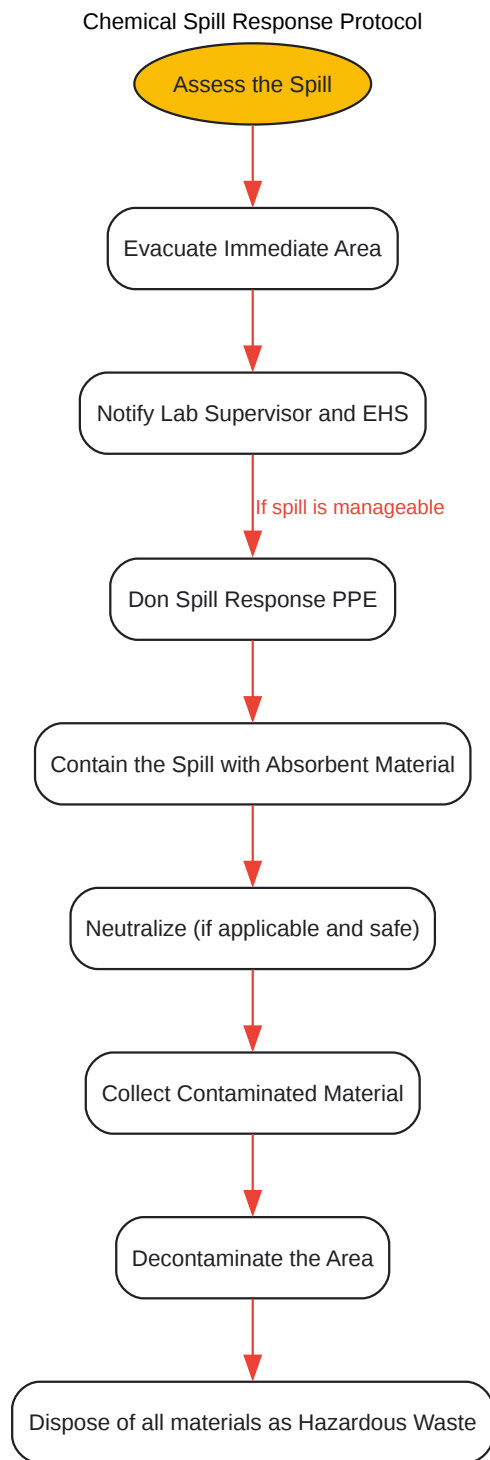 Chemical Spill Response Protocol
Assess the Spill
Evacuate Immediate Area
Notify Lab Supervisor and EHS
If spill is manageable
Don Spill Response PPE
Contain the Spill with Absorbent Material
Neutralize (if applicable and safe)
Collect Contaminated Material
Decontaminate the Area
Dispose of all materials as Hazardous Waste